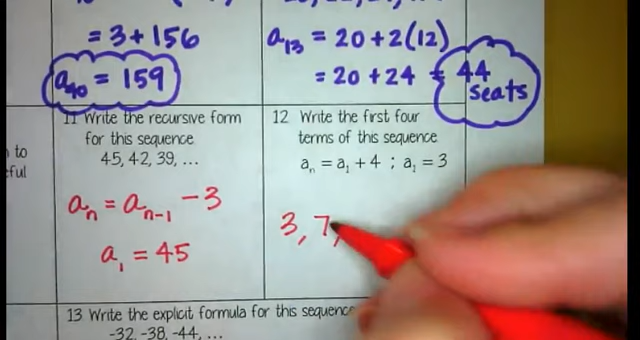 = 3 + 156
a₄₀ = 159
a₁₃ = 20 + 2(12)
= 20 + 24 = 44
seats
n to
eful
11 Write the recursive form
for this sequence
45, 42, 39, ...
aₙ = aₙ₋₁ - 3
a₁ = 45
12 Write the first four
terms of this sequence
aₙ = a₁ + 4 ; a₁ = 3
3, 7,
13 Write the explicit formula for this sequence
-32, -38, -44, ...